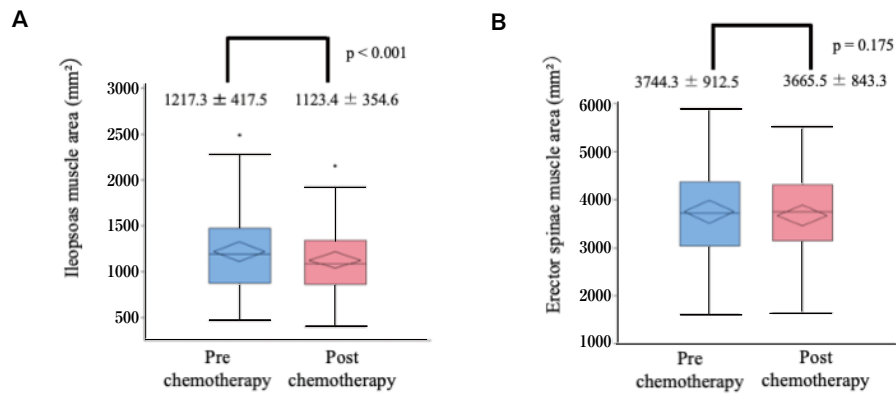 A
p < 0.001
1217.3 ± 417.5
1123.4 ± 354.6
Ileopsoas muscle area (mm²)
3000
2500
2000
1500
1000
500
Pre
chemotherapy
Post
chemotherapy
B
p = 0.175
3744.3 ± 912.5
3665.5 ± 843.3
Erector spinae muscle area (mm²)
6000
5000
4000
3000
2000
1000
Pre
chemotherapy
Post
chemotherapy